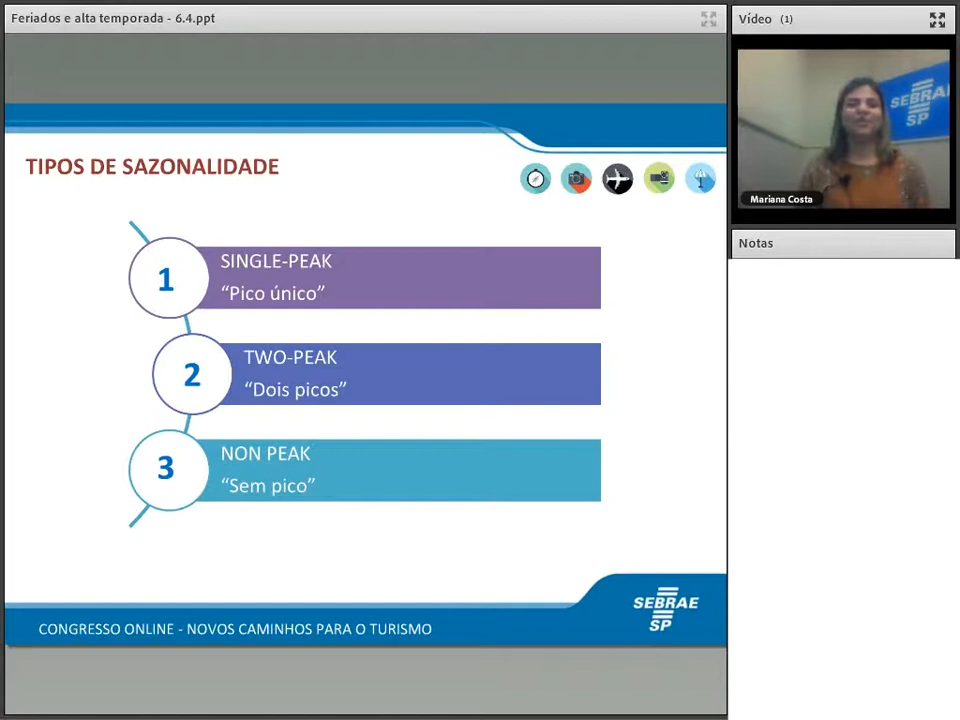 Feriados e alta temporada - 6.4.ppt
Vídeo (1)
SEBRAE
SP
Mariana Costa
Notas
TIPOS DE SAZONALIDADE
1
SINGLE-PEAK
“Pico único”
2
TWO-PEAK
“Dois picos”
3
NON PEAK
“Sem pico”
SEBRAE
SP
CONGRESSO ONLINE - NOVOS CAMINHOS PARA O TURISMO